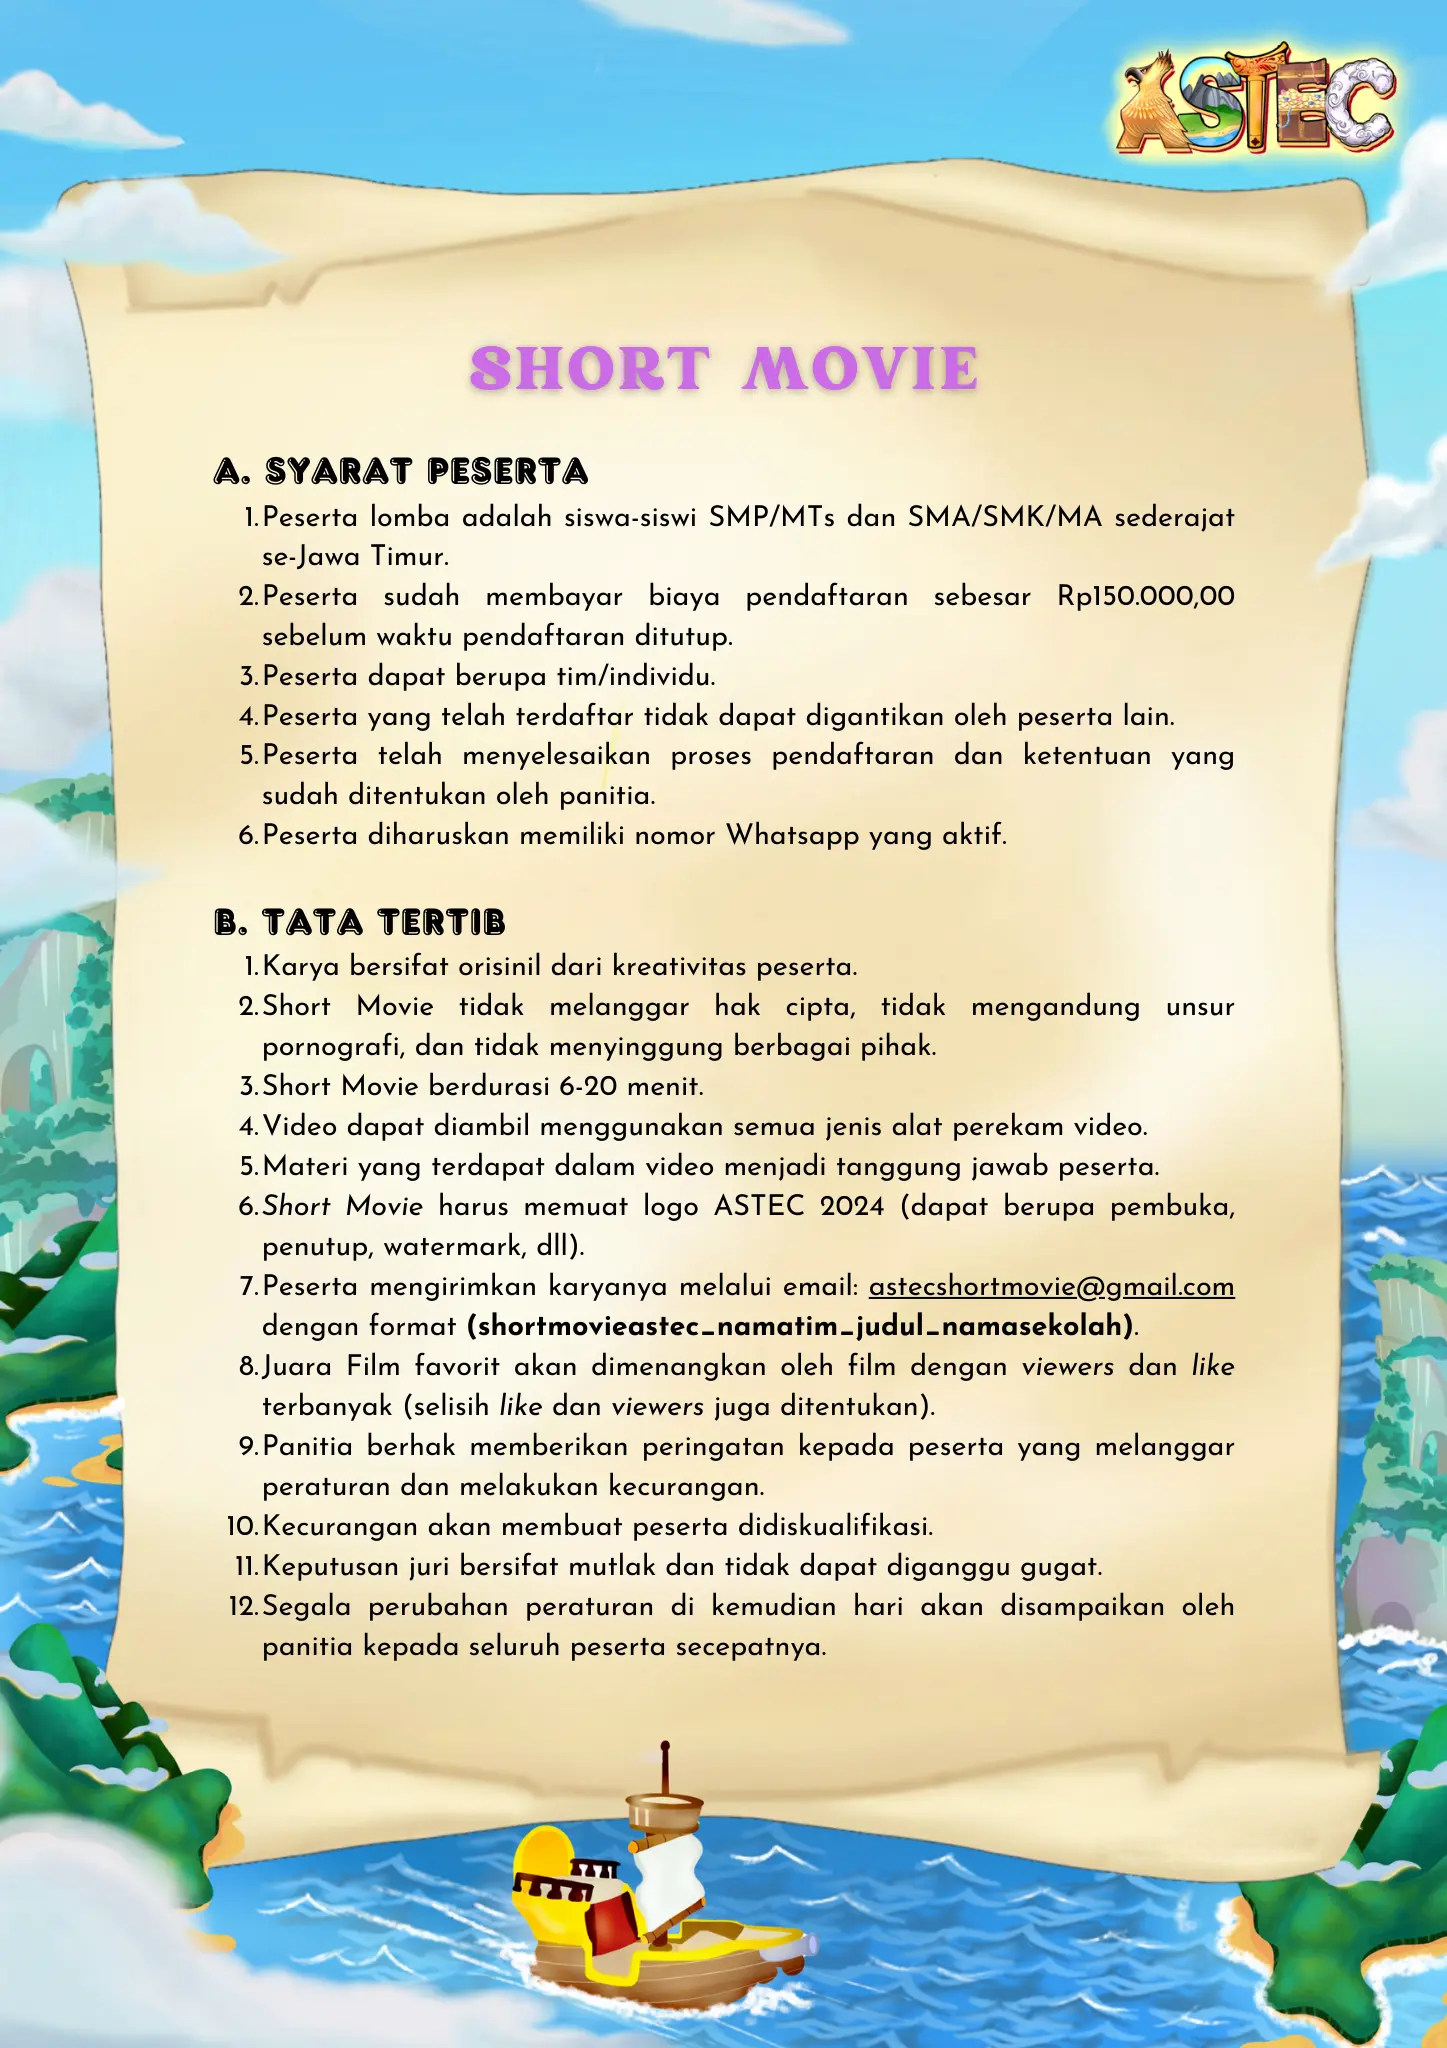 ASTEC
SHORT MOVIE
A. SYARAT PESERTA
1. Peserta lomba adalah siswa-siswi SMP/MTs dan SMA/SMK/MA sederajat
se-Jawa Timur.
2. Peserta sudah membayar biaya pendaftaran sebesar Rp150.000,00
sebelum waktu pendaftaran ditutup.
3. Peserta dapat berupa tim/individu.
4. Peserta yang telah terdaftar tidak dapat digantikan oleh peserta lain.
5. Peserta telah menyelesaikan proses pendaftaran dan ketentuan yang
sudah ditentukan oleh panitia.
6. Peserta diharuskan memiliki nomor Whatsapp yang aktif.
B. TATA TERTIB
1. Karya bersifat orisinil dari kreativitas peserta.
2. Short Movie tidak melanggar hak cipta, tidak mengandung unsur
pornografi, dan tidak menyinggung berbagai pihak.
3. Short Movie berdurasi 6-20 menit.
4. Video dapat diambil menggunakan semua jenis alat perekam video.
5. Materi yang terdapat dalam video menjadi tanggung jawab peserta.
6. Short Movie harus memuat logo ASTEC 2024 (dapat berupa pembuka,
penutup, watermark, dll).
7. Peserta mengirimkan karyanya melalui email: astecshortmovie@gmail.com
dengan format (shortmovieastec_namatim_judul_namasekolah).
8. Juara Film favorit akan dimenangkan oleh film dengan viewers dan like
terbanyak (selisih like dan viewers juga ditentukan).
9. Panitia berhak memberikan peringatan kepada peserta yang melanggar
peraturan dan melakukan kecurangan.
10. Kecurangan akan membuat peserta didiskualifikasi.
11. Keputusan juri bersifat mutlak dan tidak dapat diganggu gugat.
12. Segala perubahan peraturan di kemudian hari akan disampaikan oleh
panitia kepada seluruh peserta secepatnya.